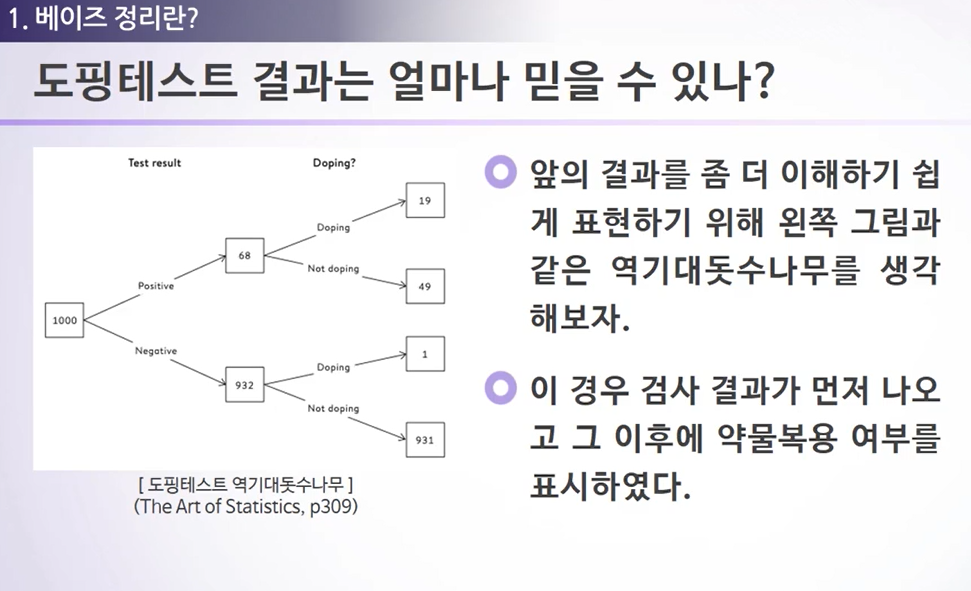 1. 베이즈 정리란?
도핑테스트 결과는 얼마나 믿을 수 있나?
Test result
Doping?
19
Doping
68
Not doping
49
Positive
1000
Negative
1
Doping
932
Not doping
931
[ 도핑테스트 역기대돗수나무 ]
(The Art of Statistics, p309)
앞의 결과를 좀 더 이해하기 쉽
게 표현하기 위해 왼쪽 그림과
같은 역기대돗수나무를 생각
해보자.
이 경우 검사 결과가 먼저 나오
고 그 이후에 약물복용 여부를
표시하였다.